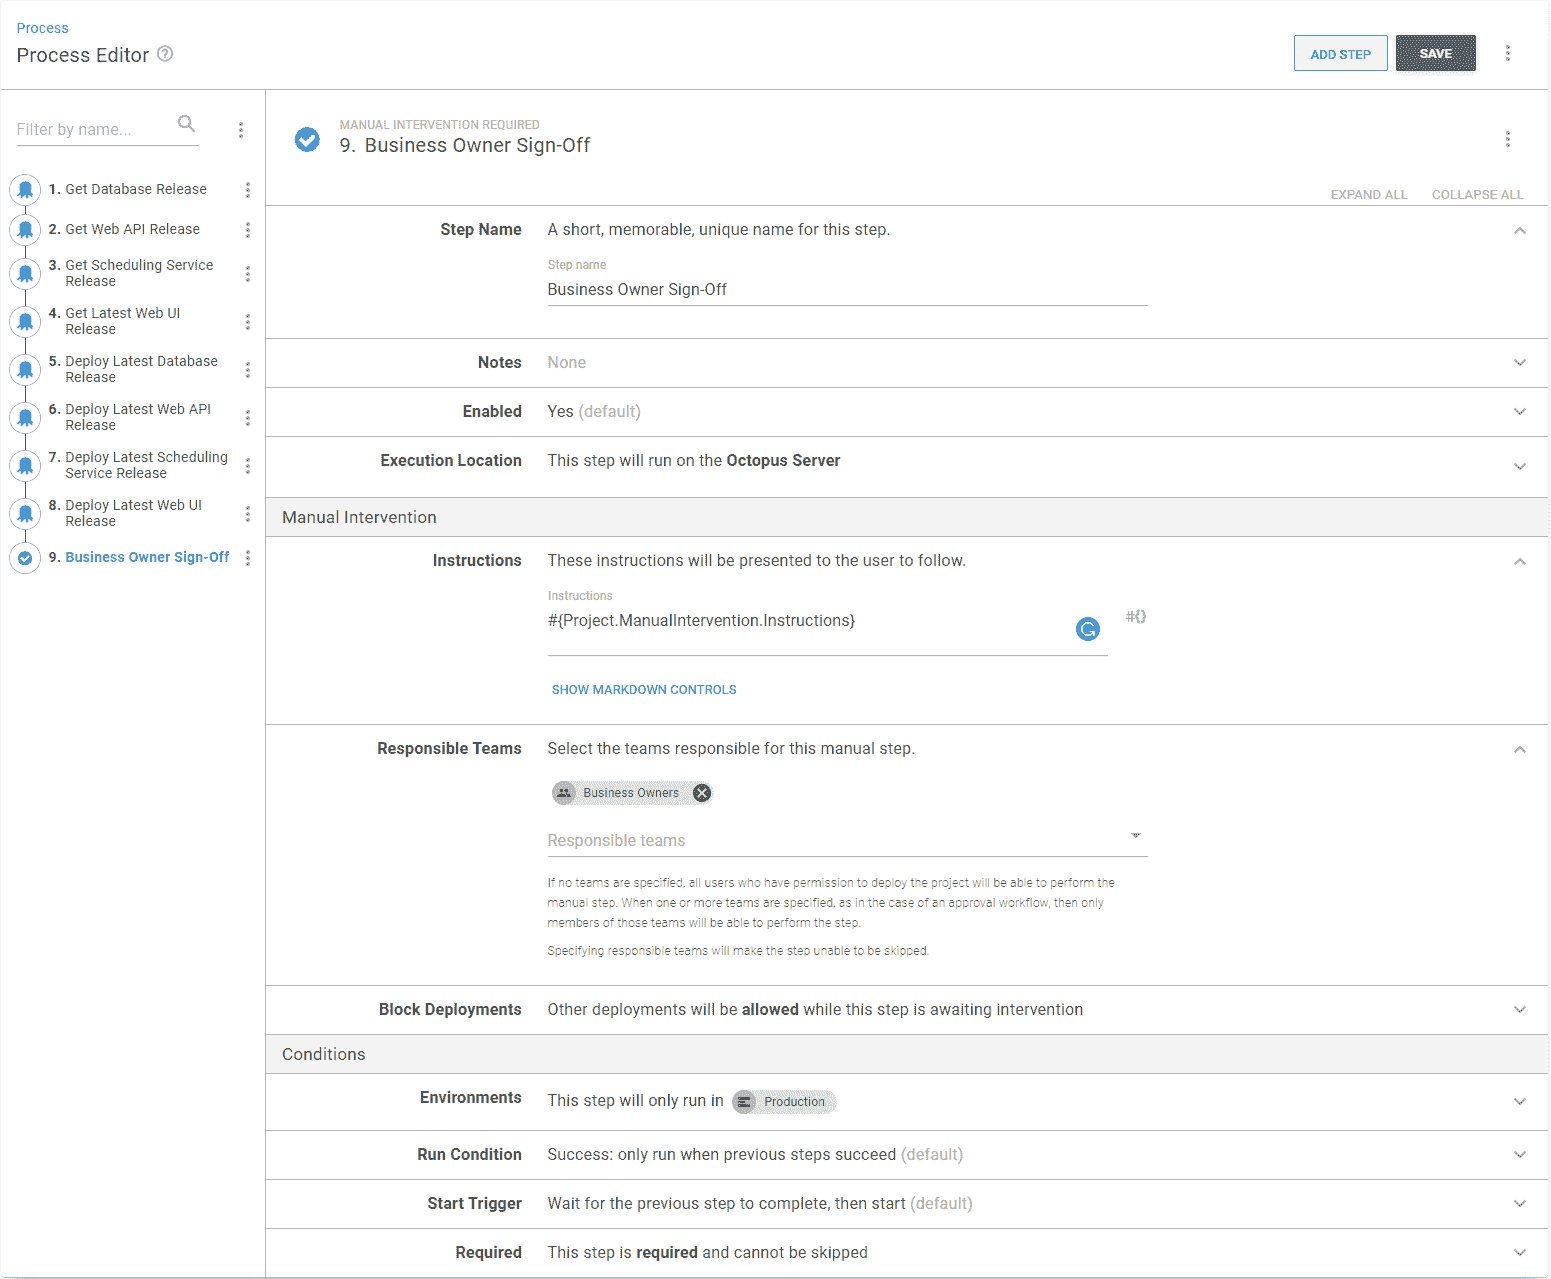 Process
Process Editor
ADD STEP
SAVE
Filter by name...
1. Get Database Release
2. Get Web API Release
3. Get Scheduling Service
Release
4. Get Latest Web UI
Release
5. Deploy Latest Database
Release
6. Deploy Latest Web API
Release
7. Deploy Latest Scheduling
Service Release
8. Deploy Latest Web UI
Release
9. Business Owner Sign-Off
MANUAL INTERVENTION REQUIRED
9. Business Owner Sign-Off
EXPAND ALL COLLAPSE ALL
Step Name A short, memorable, unique name for this step.
Step name
Business Owner Sign-Off
Notes None
Enabled Yes (default)
Execution Location This step will run on the Octopus Server
Manual Intervention
Instructions These instructions will be presented to the user to follow.
Instructions
#{Project.ManualIntervention.Instructions}
#{}
SHOW MARKDOWN CONTROLS
Responsible Teams Select the teams responsible for this manual step.
Business Owners
Responsible teams
If no teams are specified, all users who have permission to deploy the project will be able to perform the
manual step. When one or more teams are specified, as in the case of an approval workflow, then only
members of those teams will be able to perform the step.
Specifying responsible teams will make the step unable to be skipped.
Block Deployments Other deployments will be allowed while this step is awaiting intervention
Conditions
Environments This step will only run in Production
Run Condition Success: only run when previous steps succeed (default)
Start Trigger Wait for the previous step to complete, then start (default)
Required This step is required and cannot be skipped